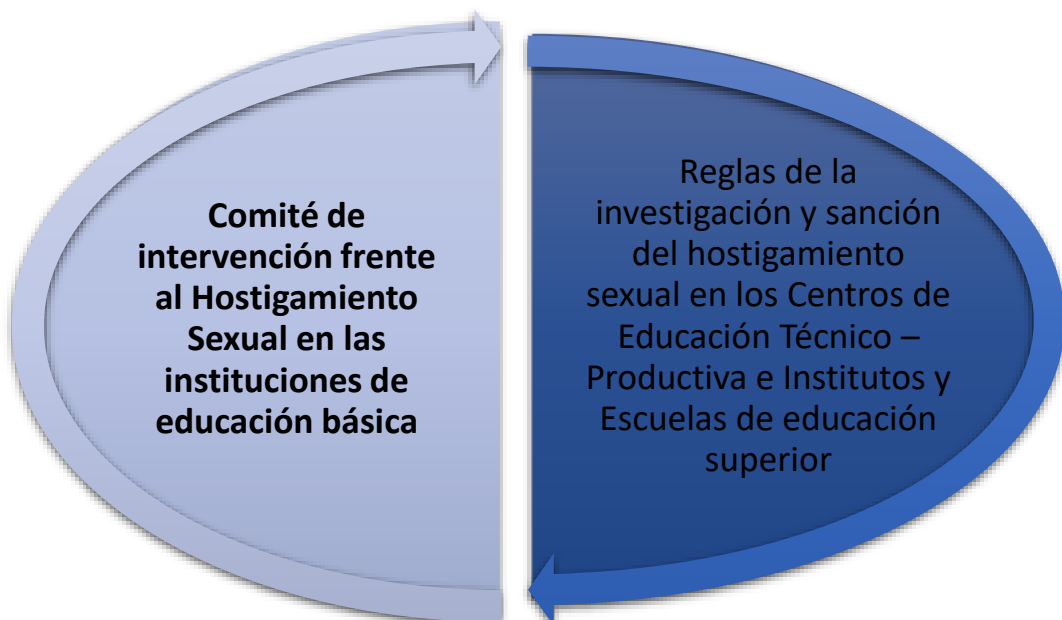 Comité de
intervención frente
al Hostigamiento
Sexual en las
instituciones de
educación básica
Reglas de la
investigación y sanción
del hostigamiento
sexual en los Centros de
Educación Técnico –
Productiva e Institutos y
Escuelas de educación
superior